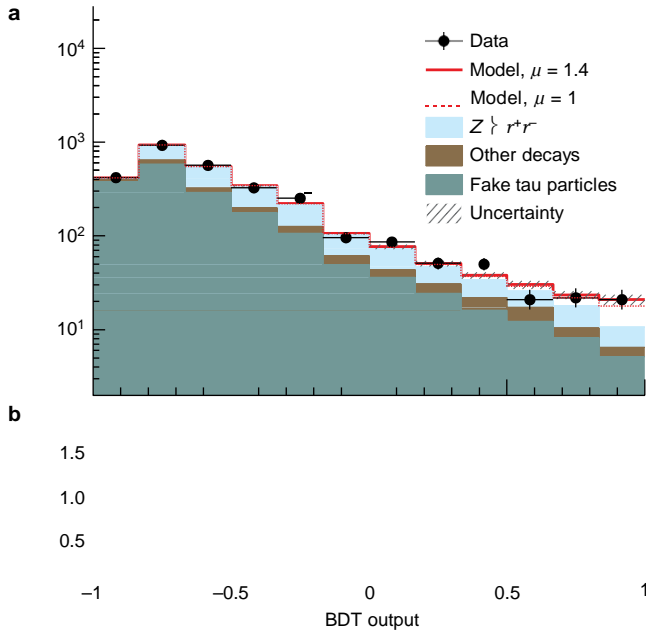 a
10⁴
10³
10²
10¹
Data
Model, μ = 1.4
Model, μ = 1
Z } r⁺r⁻
Other decays
Fake tau particles
Uncertainty
b
1.5
1.0
0.5
–1
–0.5
0
0.5
1
BDT output